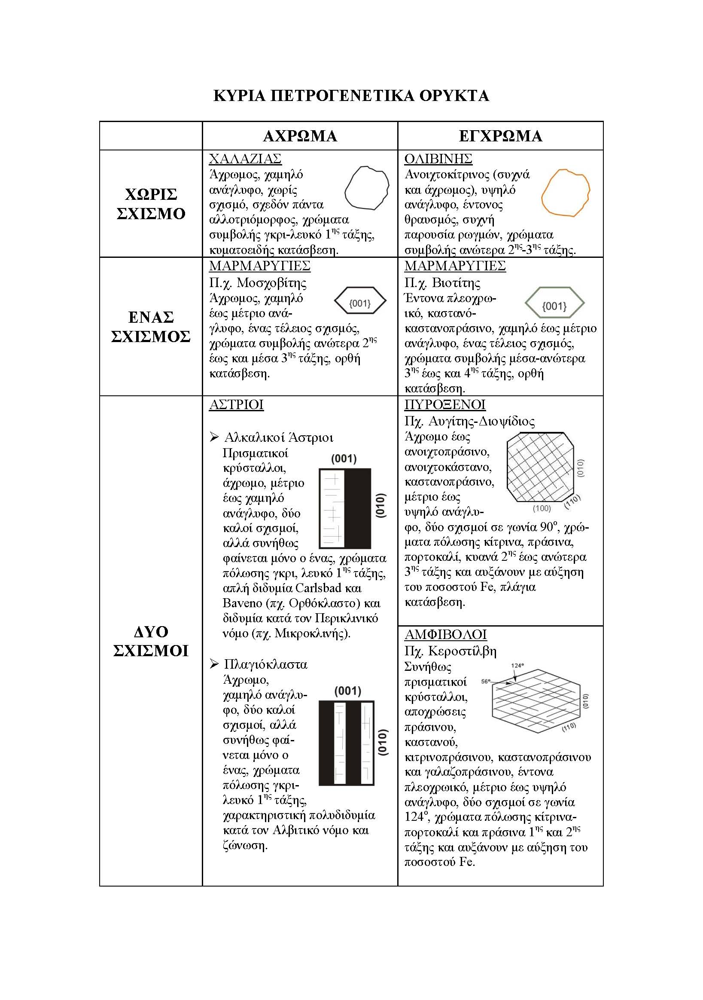 ΚΥΡΙΑ ΠΕΤΡΟΓΕΝΕΤΙΚΑ ΟΡΥΚΤΑ
ΑΧΡΩΜΑ
ΕΓΧΡΩΜΑ
ΧΩΡΙΣ
ΣΧΙΣΜΟ
ΧΑΛΑΖΙΑΣ
Άχρωμος, χαμηλό
ανάγλυφο, χωρίς
σχισμό, σχεδόν πάντα
αλλοτριόμορφος, χρώματα
συμβολής γκρι-λευκό 1ης τάξης,
κυματοειδής κατάσβεση.
ΟΛΙΒΙΝΗΣ
Ανοιχτοκίτρινος (συχνά
και άχρωμος), υψηλό
ανάγλυφο, έντονος
θραυσμός, συχνή
παρουσία ρωγμών, χρώματα
συμβολής ανώτερα 2ης-3ης τάξης.
ΕΝΑΣ
ΣΧΙΣΜΟΣ
ΜΑΡΜΑΡΥΓΙΕΣ
Π.χ. Μοσχοβίτης
Άχρωμος, χαμηλό
έως μέτριο ανά-
γλυφο, ένας τέλειος σχισμός,
χρώματα συμβολής ανώτερα 2ης
έως και μέσα 3ης τάξης, ορθή
κατάσβεση.
{001}
ΜΑΡΜΑΡΥΓΙΕΣ
Π.χ. Βιοτίτης
Έντονα πλεοχρω-
ικό, καστανό-
καστανοπράσινο, χαμηλό έως μέτριο
ανάγλυφο, ένας τέλειος σχισμός,
χρώματα συμβολής μέσα-ανώτερα
3ης έως και 4ης τάξης, ορθή
κατάσβεση.
{001}
ΔΥΟ
ΣΧΙΣΜΟΙ
ΑΣΤΡΙΟΙ
➢ Αλκαλικοί Άστριοι
Πρισματικοί
κρύσταλλοι,
άχρωμο, μέτριο
έως χαμηλό
ανάγλυφο, δύο
καλοί σχισμοί,
αλλά συνήθως
φαίνεται μόνο ο ένας, χρώματα
πόλωσης γκρι, λευκό 1ης τάξης,
απλή διδυμία Carlsbad και
Baveno (πχ. Ορθόκλαστο) και
διδυμία κατά τον Περικλινικό
νόμο (πχ. Μικροκλινής).
(001)
(010)
➢ Πλαγιόκλαστα
Άχρωμο,
χαμηλό ανάγλυ-
φο, δύο καλοί
σχισμοί, αλλά
συνήθως φαί-
νεται μόνο ο
ένας, χρώματα
πόλωσης γκρι-
λευκό 1ης τάξης,
χαρακτηριστική πολυδιδυμία
κατά τον Αλβιτικό νόμο και
ζώνωση.
(001)
(010)
ΠΥΡΟΞΕΝΟΙ
Πχ. Αυγίτης-Διοψίδιος
Άχρωμο έως
ανοιχτοπράσινο,
ανοιχτοκάστανο,
καστανοπράσινο,
μέτριο έως
υψηλό ανάγλυ-
φο, δύο σχισμοί σε γωνία 90°, χρώ-
ματα πόλωσης κίτρινα, πράσινα,
πορτοκαλί, κυανά 2ης έως ανώτερα
3ης τάξης και αυξάνουν με αύξηση
του ποσοστού Fe, πλάγια
κατάσβεση.
(010)
(100)
(110)
ΑΜΦΙΒΟΛΟΙ
Πχ. Κεροστίλβη
Συνήθως
πρισματικοί
κρύσταλλοι,
αποχρώσεις
πράσινου,
καστανού,
κιτρινοπράσινου, καστανοπράσινου
και γαλαζοπράσινου, έντονα
πλεοχρωικό, μέτριο έως υψηλό
ανάγλυφο, δύο σχισμοί σε γωνία
124°, χρώματα πόλωσης κίτρινα-
πορτοκαλί και πράσινα 1ης και 2ης
τάξης και αυξάνουν με αύξηση του
ποσοστού Fe.
124°
56°
(010)
(110)